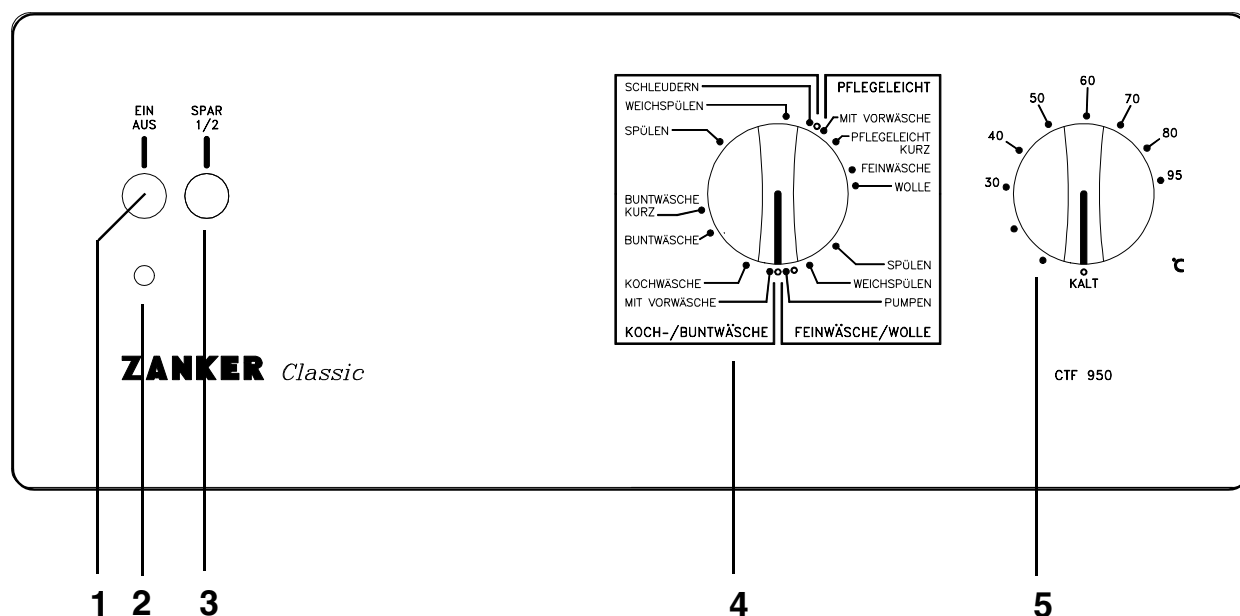 EIN
AUS
SPAR
1/2
ZANKER Classic
SCHLEUDERN
WEICHSPÜLEN
SPÜLEN
BUNTWÄSCHE
KURZ
BUNTWÄSCHE
KOCHWÄSCHE
MIT VORWÄSCHE
KOCH-/BUNTWÄSCHE
PFLEGELEICHT
MIT VORWÄSCHE
PFLEGELEICHT
KURZ
FEINWÄSCHE
WOLLE
SPÜLEN
WEICHSPÜLEN
PUMPEN
FEINWÄSCHE/WOLLE
30
40
50
60
70
80
95
°C
KALT
CTF 950
1 2 3 4 5